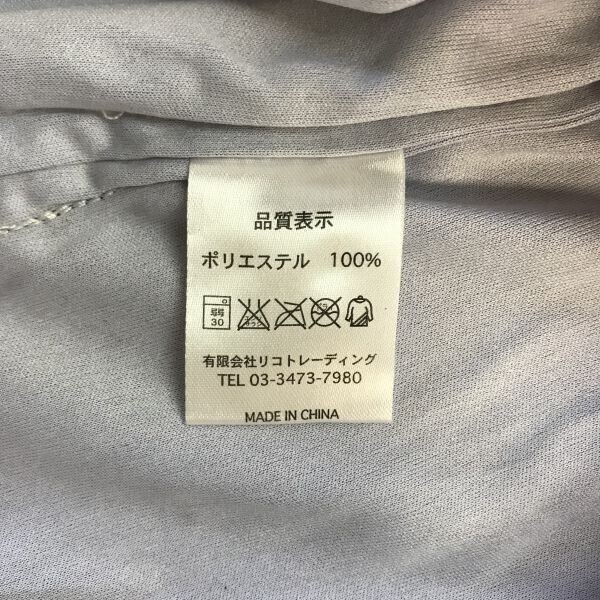 品質表示
ポリエステル 100%
30
有限会社リコトレーディング
TEL 03-3473-7980
MADE IN CHINA